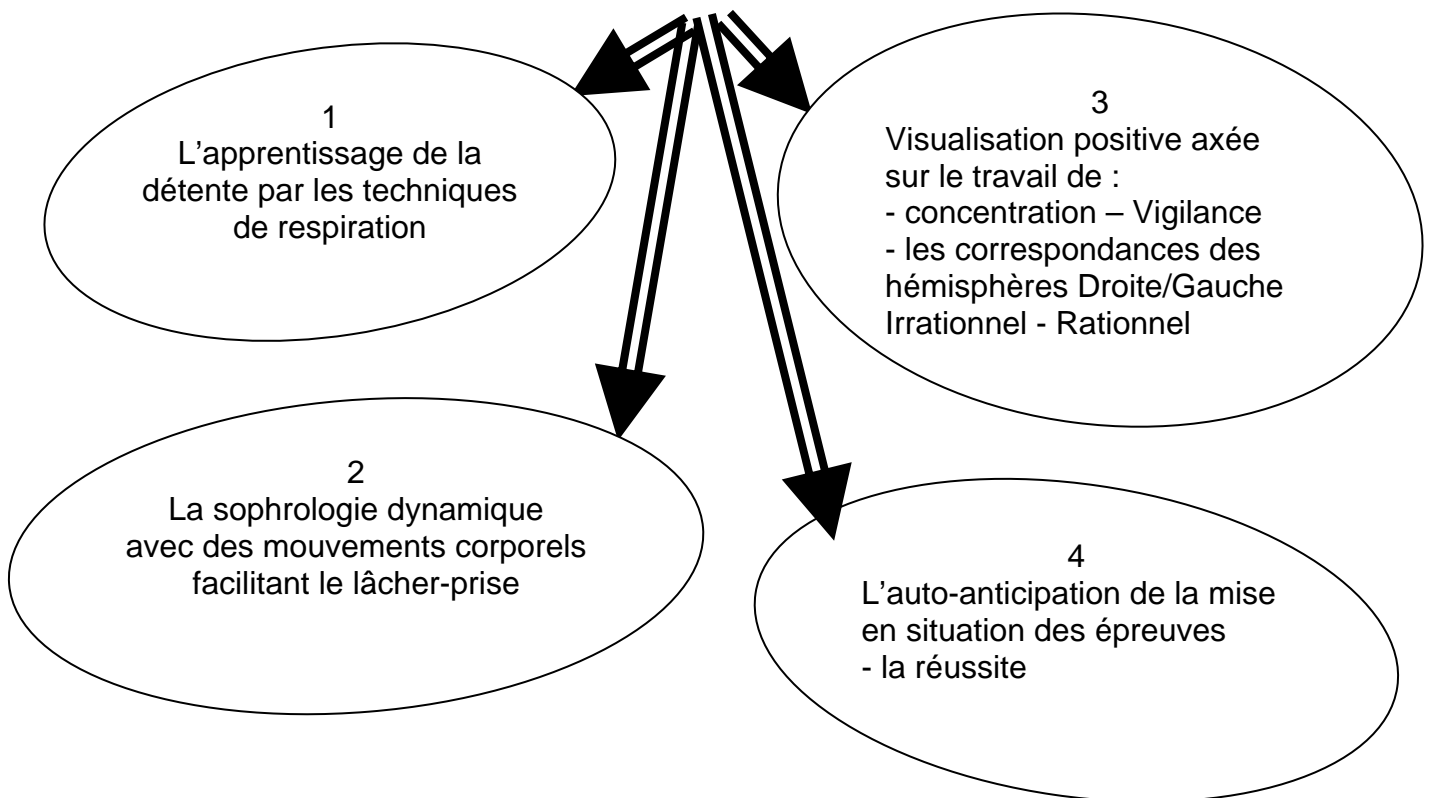 1
L’apprentissage de la
détente par les techniques
de respiration
2
La sophrologie dynamique
avec des mouvements corporels
facilitant le lâcher-prise
3
Visualisation positive axée
sur le travail de :
- concentration – Vigilance
- les correspondances des
hémisphères Droite/Gauche
Irrationnel - Rationnel
4
L’auto-anticipation de la mise
en situation des épreuves
- la réussite